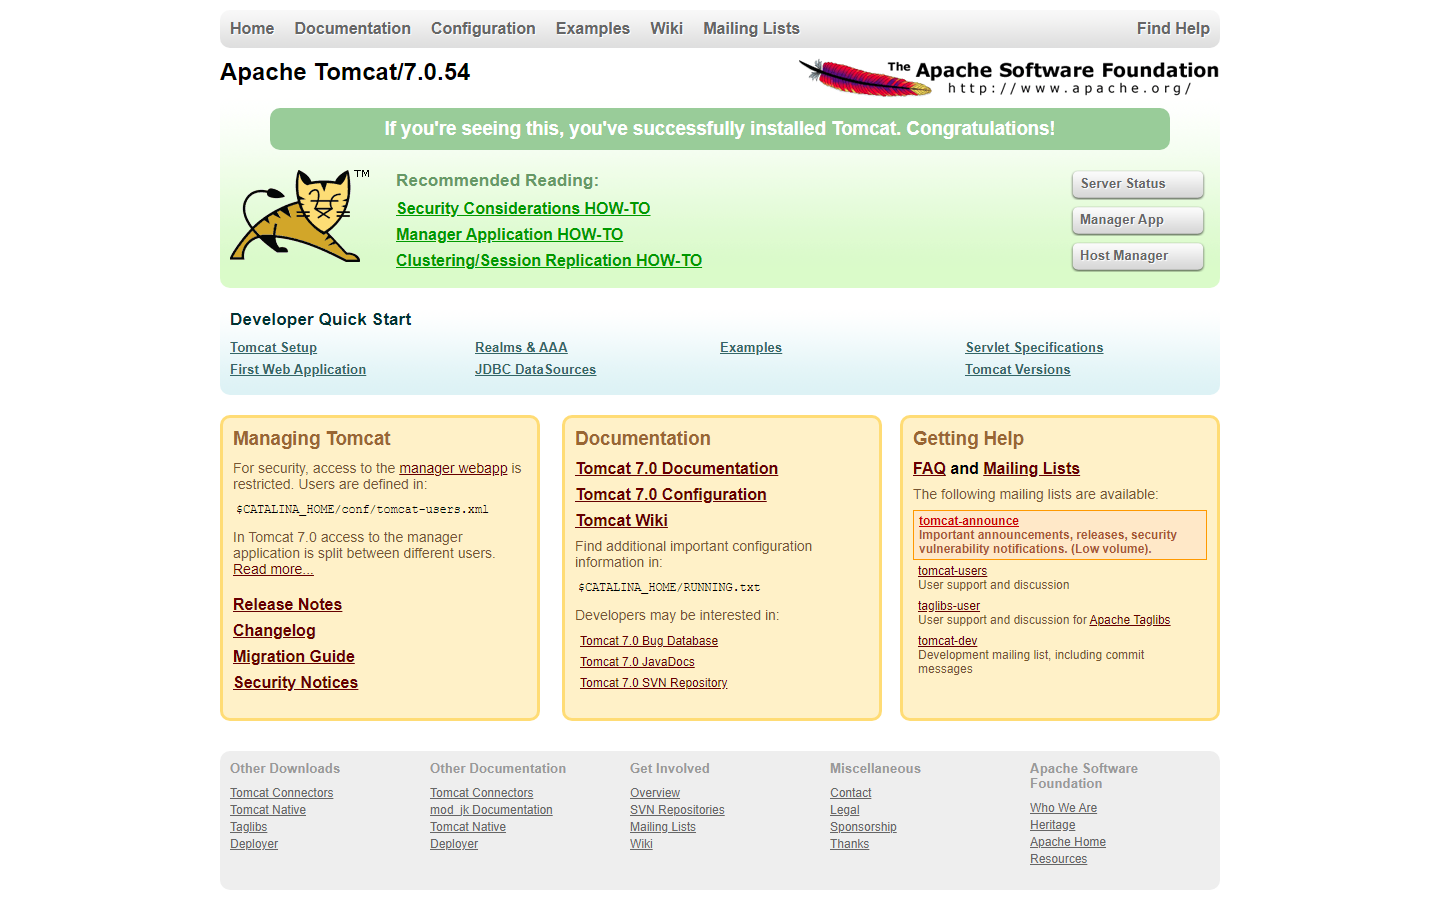 Home Documentation Configuration Examples Wiki Mailing Lists Find Help
Apache Tomcat/7.0.54
The Apache Software Foundation
http://www.apache.org/
If you're seeing this, you've successfully installed Tomcat. Congratulations!
TM
Recommended Reading:
Security Considerations HOW-TO
Manager Application HOW-TO
Clustering/Session Replication HOW-TO
Server Status
Manager App
Host Manager
Developer Quick Start
Tomcat Setup
First Web Application
Realms & AAA
JDBC DataSources
Examples
Servlet Specifications
Tomcat Versions
Managing Tomcat
For security, access to the manager webapp is
restricted. Users are defined in:
$CATALINA_HOME/conf/tomcat-users.xml
In Tomcat 7.0 access to the manager
application is split between different users.
Read more...
Release Notes
Changelog
Migration Guide
Security Notices
Documentation
Tomcat 7.0 Documentation
Tomcat 7.0 Configuration
Tomcat Wiki
Find additional important configuration
information in:
$CATALINA_HOME/RUNNING.txt
Developers may be interested in:
Tomcat 7.0 Bug Database
Tomcat 7.0 JavaDocs
Tomcat 7.0 SVN Repository
Getting Help
FAQ and Mailing Lists
The following mailing lists are available:
tomcat-announce
Important announcements, releases, security
vulnerability notifications. (Low volume).
tomcat-users
User support and discussion
taglibs-user
User support and discussion for Apache Taglibs
tomcat-dev
Development mailing list, including commit
messages
Other Downloads
Tomcat Connectors
Tomcat Native
Taglibs
Deployer
Other Documentation
Tomcat Connectors
mod_jk Documentation
Tomcat Native
Deployer
Get Involved
Overview
SVN Repositories
Mailing Lists
Wiki
Miscellaneous
Contact
Legal
Sponsorship
Thanks
Apache Software
Foundation
Who We Are
Heritage
Apache Home
Resources